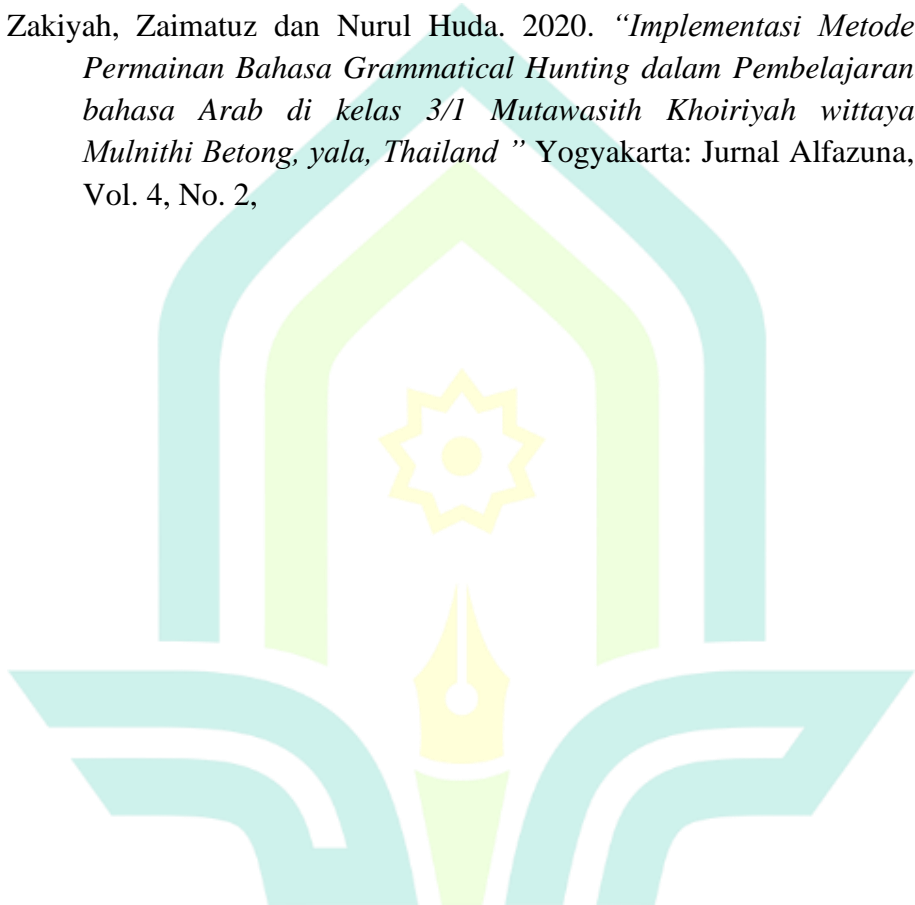 Zakiyah, Zaimatuz dan Nurul Huda. 2020. “Implementasi Metode
Permainan Bahasa Grammatical Hunting dalam Pembelajaran
bahasa Arab di kelas 3/1 Mutawasith Khoiriyah wittaya
Mulnithi Betong, yala, Thailand ” Yogyakarta: Jurnal Alfazuna,
Vol. 4, No. 2,